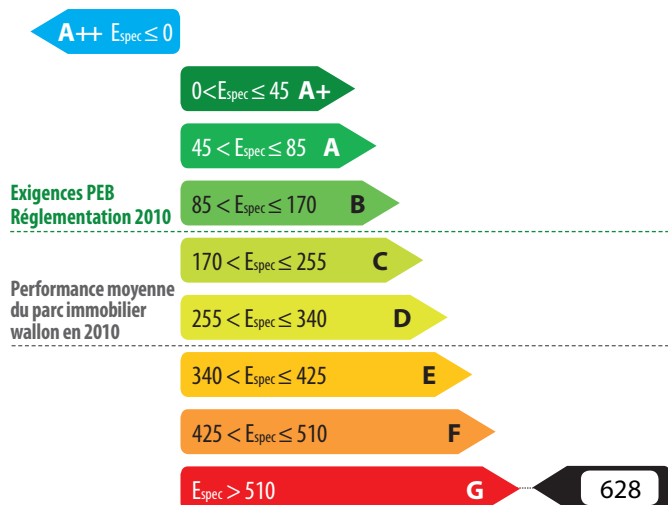 A++ Espec ≤ 0
0<Espec ≤ 45 A+
45 < Espec ≤ 85 A
Exigences PEB
Réglementation 2010
85 < Espec ≤ 170 B
170 < Espec ≤ 255 C
Performance moyenne
du parc immobilier
wallon en 2010
255 < Espec ≤ 340 D
340 < Espec ≤ 425 E
425 < Espec ≤ 510 F
Espec > 510 G
628